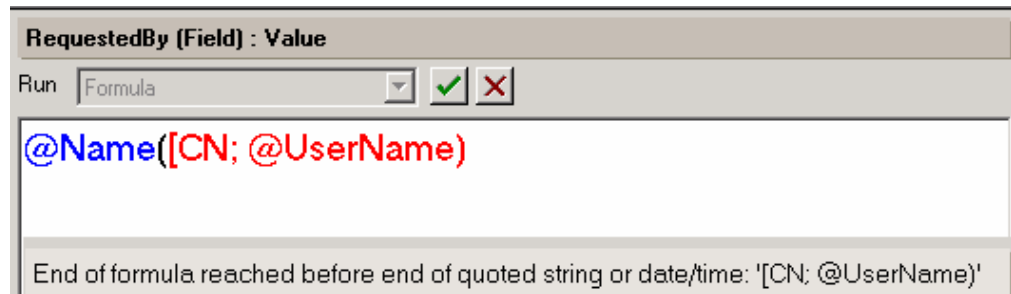 RequestedBy (Field) : Value
Run Formula
@Name([CN; @UserName)
End of formula reached before end of quoted string or date/time: '[CN; @UserName)'